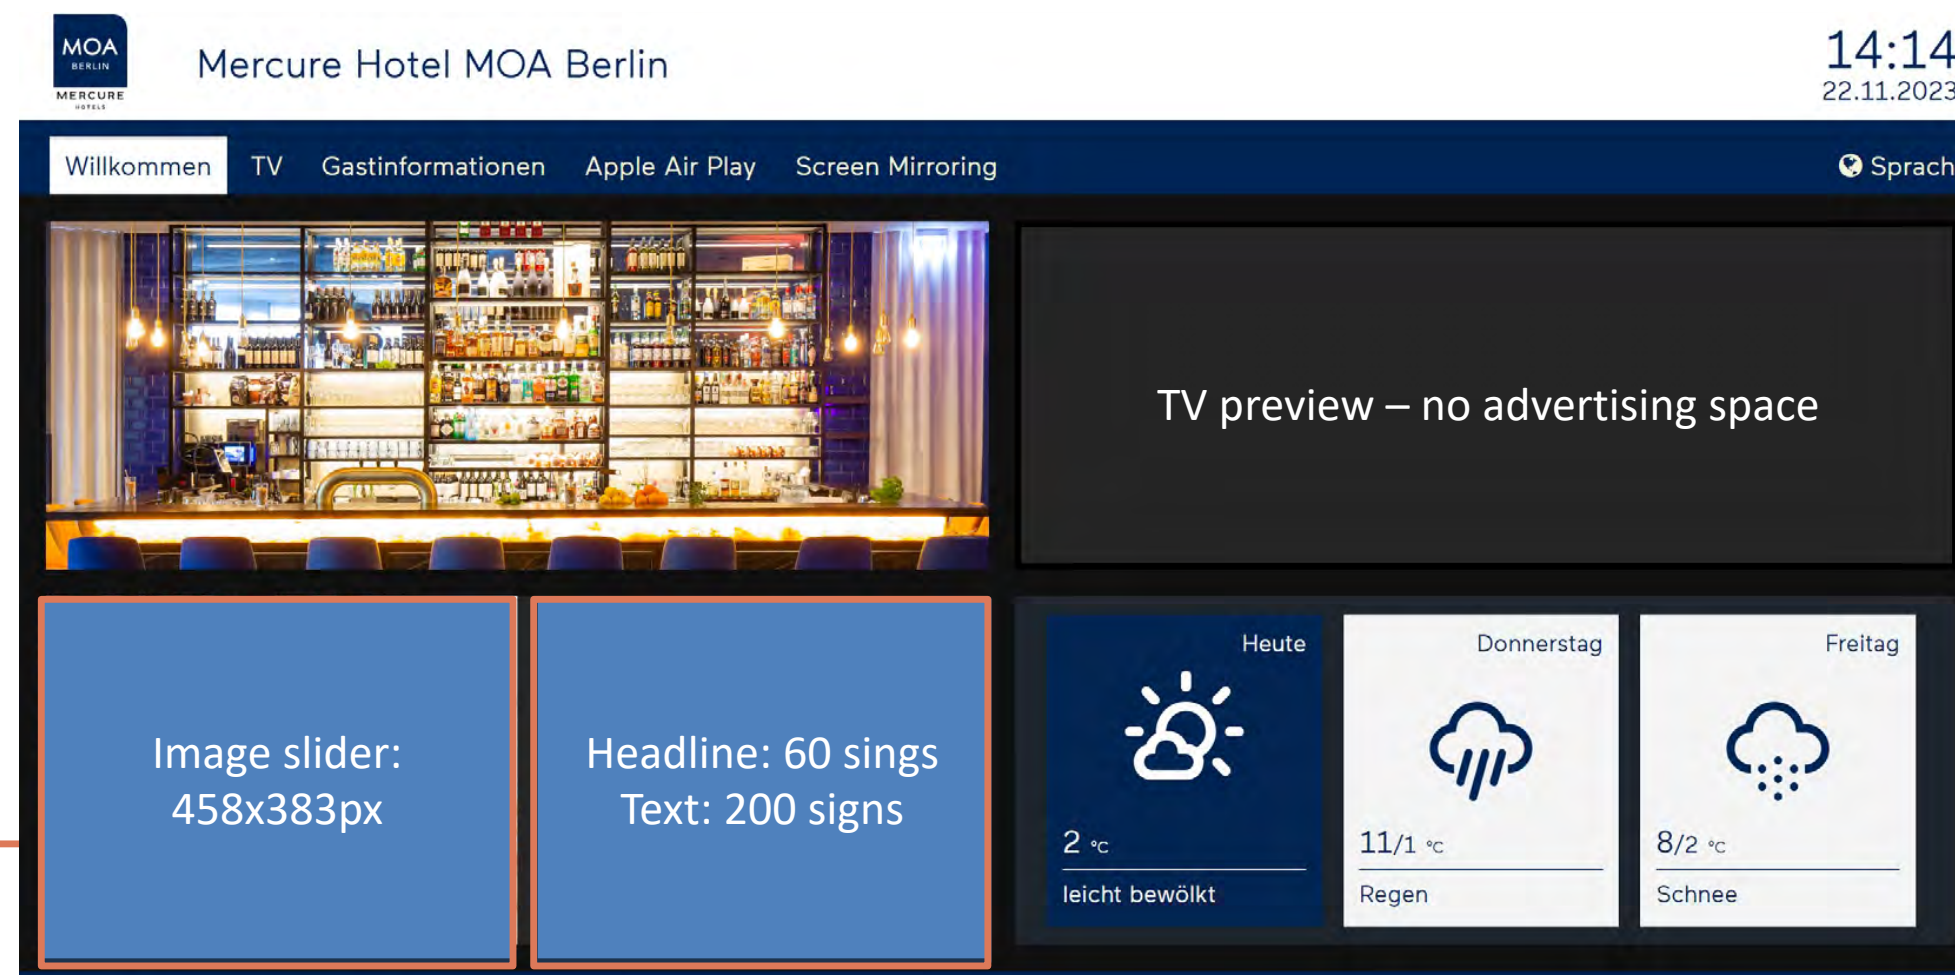 MOA
BERLIN
MERCURE
HOTELS
Mercure Hotel MOA Berlin
14:14
22.11.2023
Willkommen TV Gastinformationen Apple Air Play Screen Mirroring Sprach
TV preview – no advertising space
Image slider:
458x383px
Headline: 60 sings
Text: 200 signs
Heute
2 °C
leicht bewölkt
Donnerstag
11/1 °C
Regen
Freitag
8/2 °C
Schnee